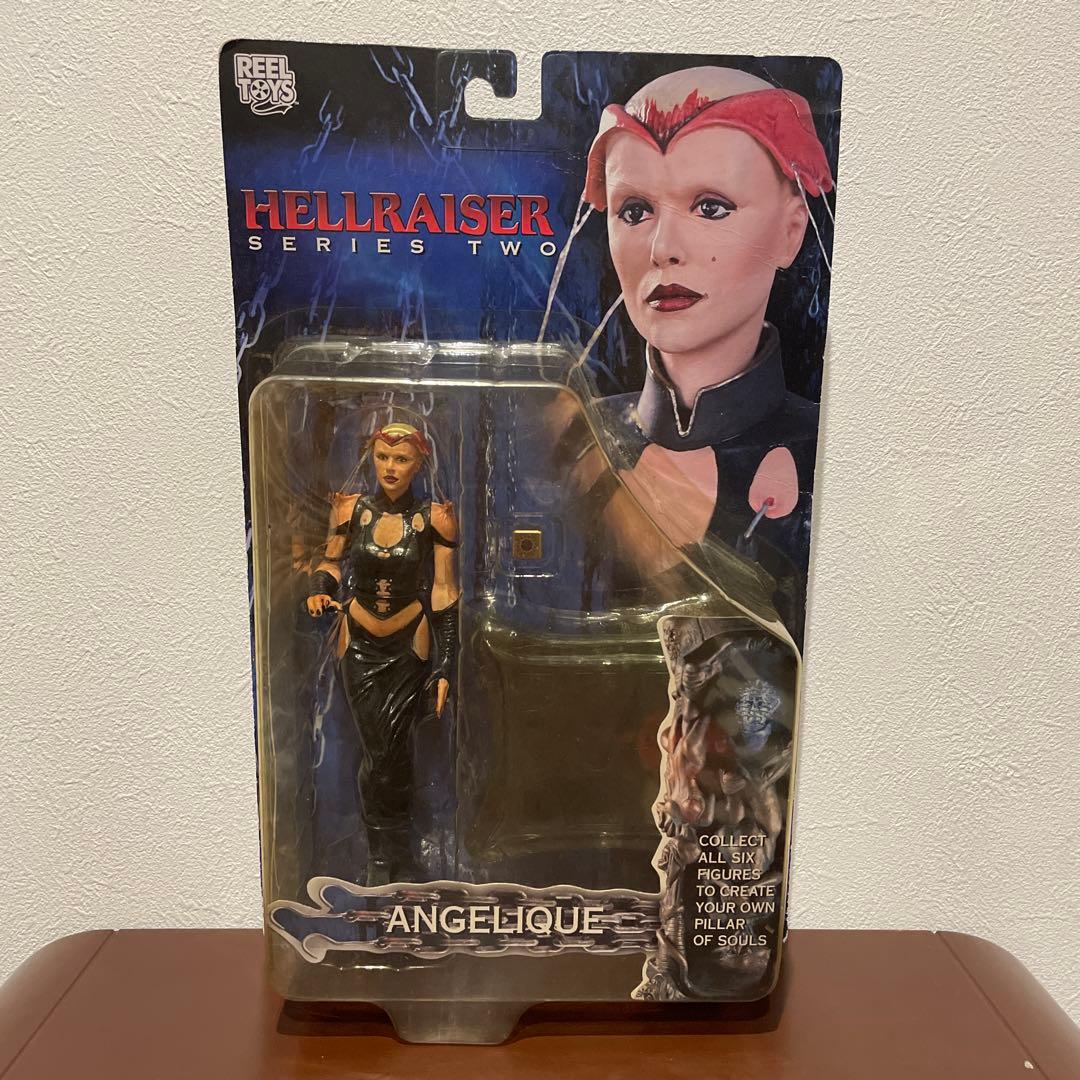 REEL
TOYS
HELLRAISER
SERIES TWO
ANGELIQUE
COLLECT
ALL SIX
FIGURES
TO CREATE
YOUR OWN
PILLAR
OF SOULS